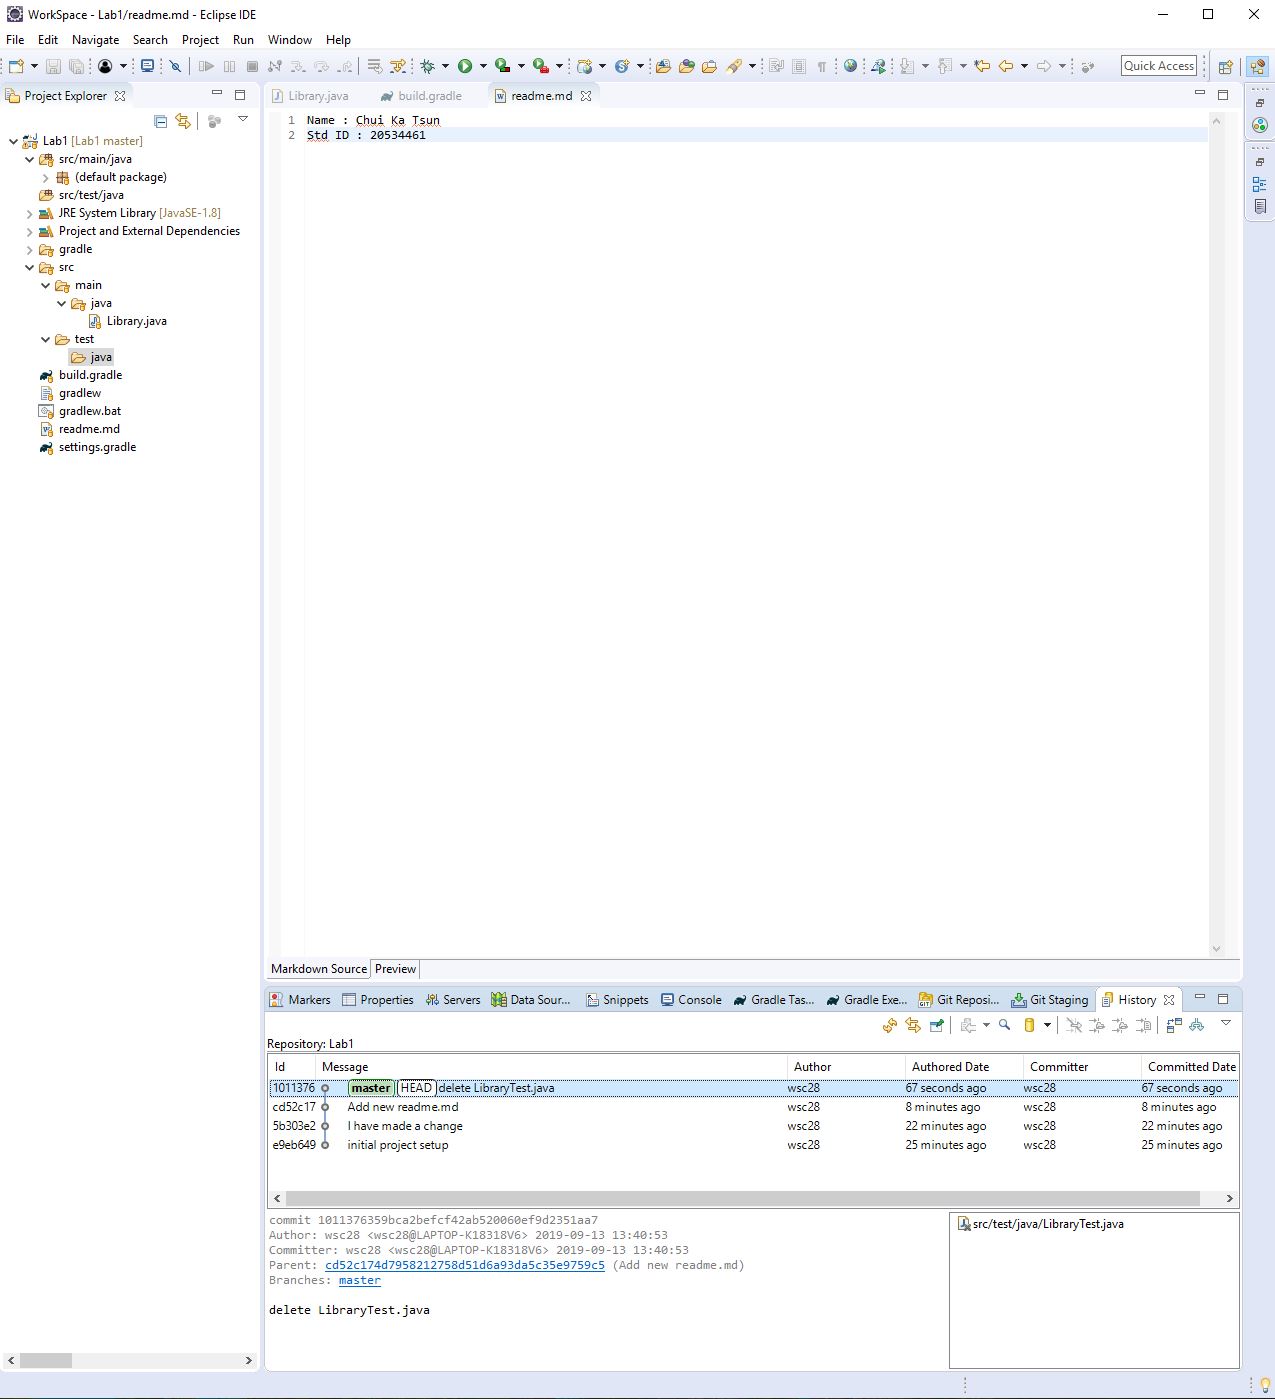 WorkSpace - Lab1/readme.md - Eclipse IDE
File Edit Navigate Search Project Run Window Help
Quick Access
Project Explorer
Library.java build.gradle readme.md
Lab1 [Lab1 master]
src/main/java
(default package)
src/test/java
JRE System Library [JavaSE-1.8]
Project and External Dependencies
gradle
src
main
java
Library.java
test
java
build.gradle
gradlew
gradlew.bat
readme.md
settings.gradle
1 Name : Chui Ka Tsun
2 Std ID : 20534461
Markdown Source Preview
Markers Properties Servers Data Sour... Snippets Console Gradle Tas... Gradle Exe... Git Reposi... Git Staging History
Repository: Lab1
Id Message Author Authored Date Committer Committed Date
1011376 master HEAD delete LibraryTest.java wsc28 67 seconds ago wsc28 67 seconds ago
cd52c17 Add new readme.md wsc28 8 minutes ago wsc28 8 minutes ago
5b303e2 I have made a change wsc28 22 minutes ago wsc28 22 minutes ago
e9eb649 initial project setup wsc28 25 minutes ago wsc28 25 minutes ago
commit 1011376359bca2befcf42ab520060ef9d2351aa7
Author: wsc28 <wsc28@LAPTOP-K18318V6> 2019-09-13 13:40:53
Committer: wsc28 <wsc28@LAPTOP-K18318V6> 2019-09-13 13:40:53
Parent: cd52c174d7958212758d51d6a93da5c35e9759c5 (Add new readme.md)
Branches: master
delete LibraryTest.java
src/test/java/LibraryTest.java